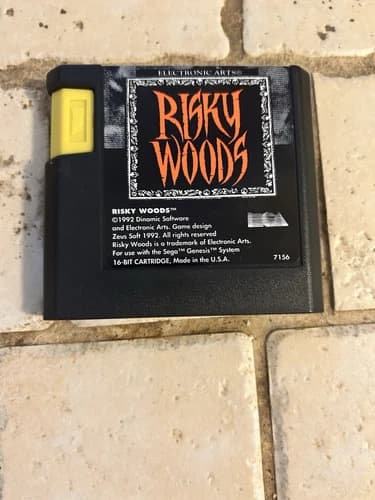 ELECTRONIC ARTS®
RISKY
WOODS
RISKY WOODS™
©1992 Dinamic Software
and Electronic Arts. Game design
Zeus Soft 1992. All rights reserved
Risky Woods is a trademark of Electronic Arts.
For use with the Sega™ Genesis™ System
16-BIT CARTRIDGE, Made in the U.S.A.
7156